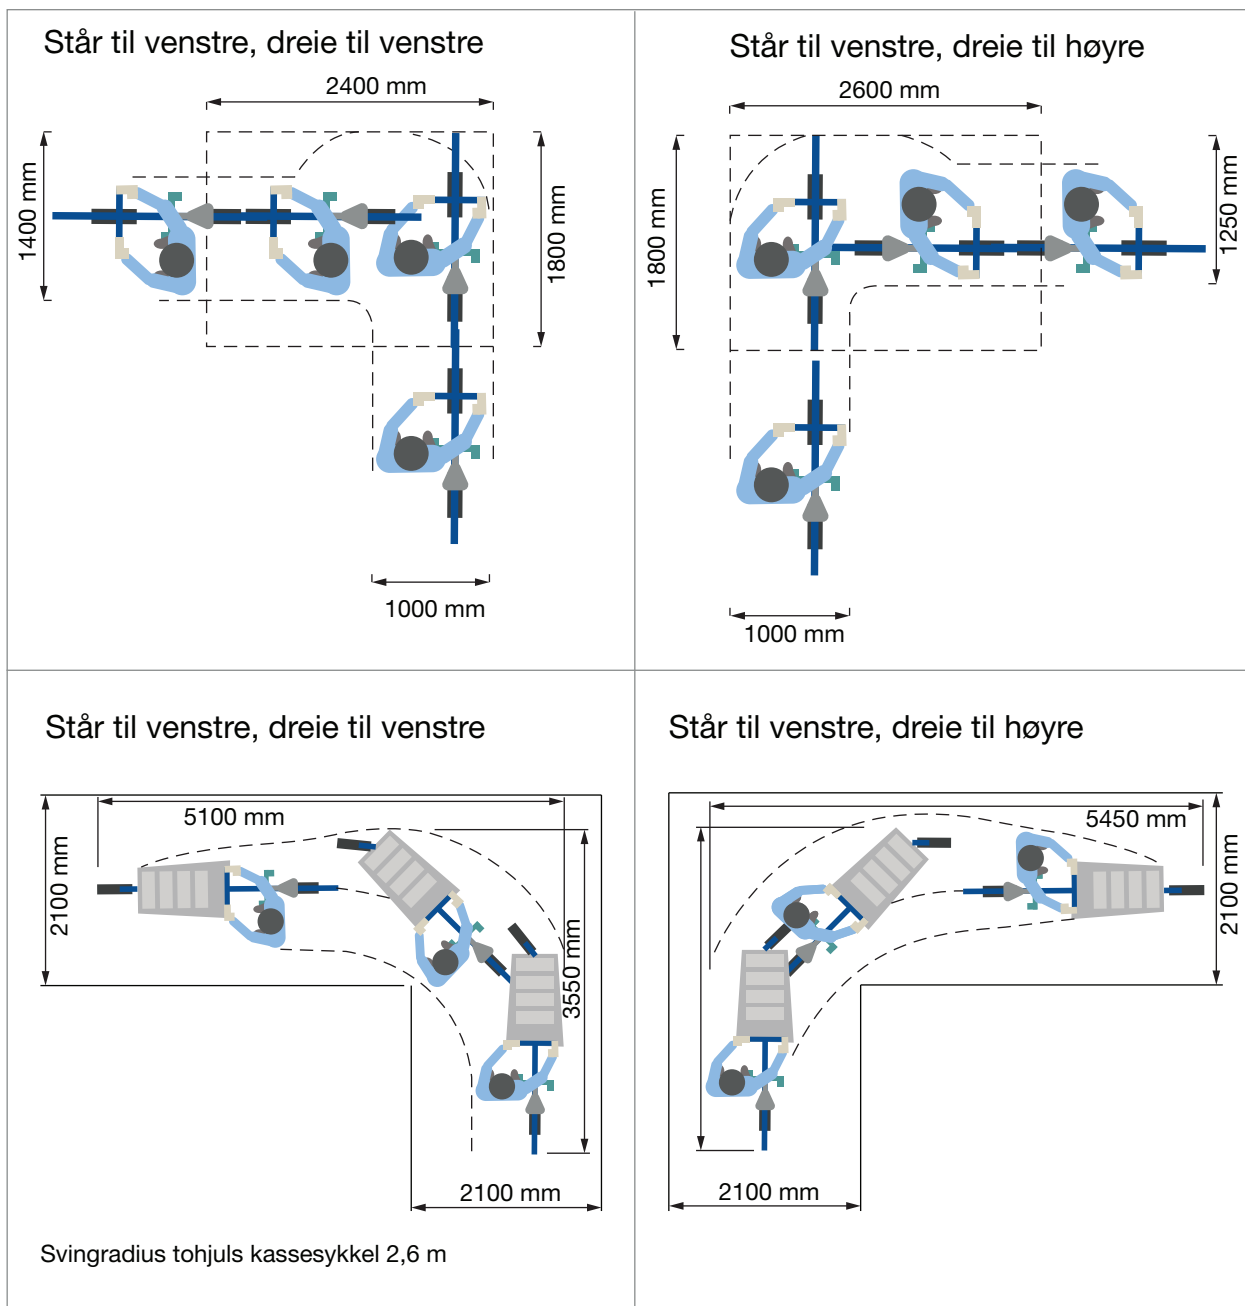 Står til venstre, dreie til venstre
2400 mm
1400 mm
1800 mm
1000 mm
Står til venstre, dreie til høyre
2600 mm
1800 mm
1250 mm
1000 mm
Står til venstre, dreie til venstre
5100 mm
2100 mm
3550 mm
2100 mm
Svingradius tohjuls kassesykkel 2,6 m
Står til venstre, dreie til høyre
5450 mm
2100 mm
2100 mm